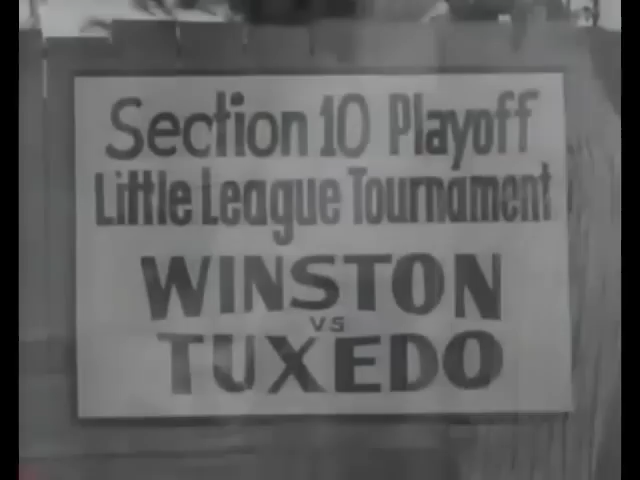 Section 10 Playoff
Little League Tournament
WINSTON
VS
TUXEDO